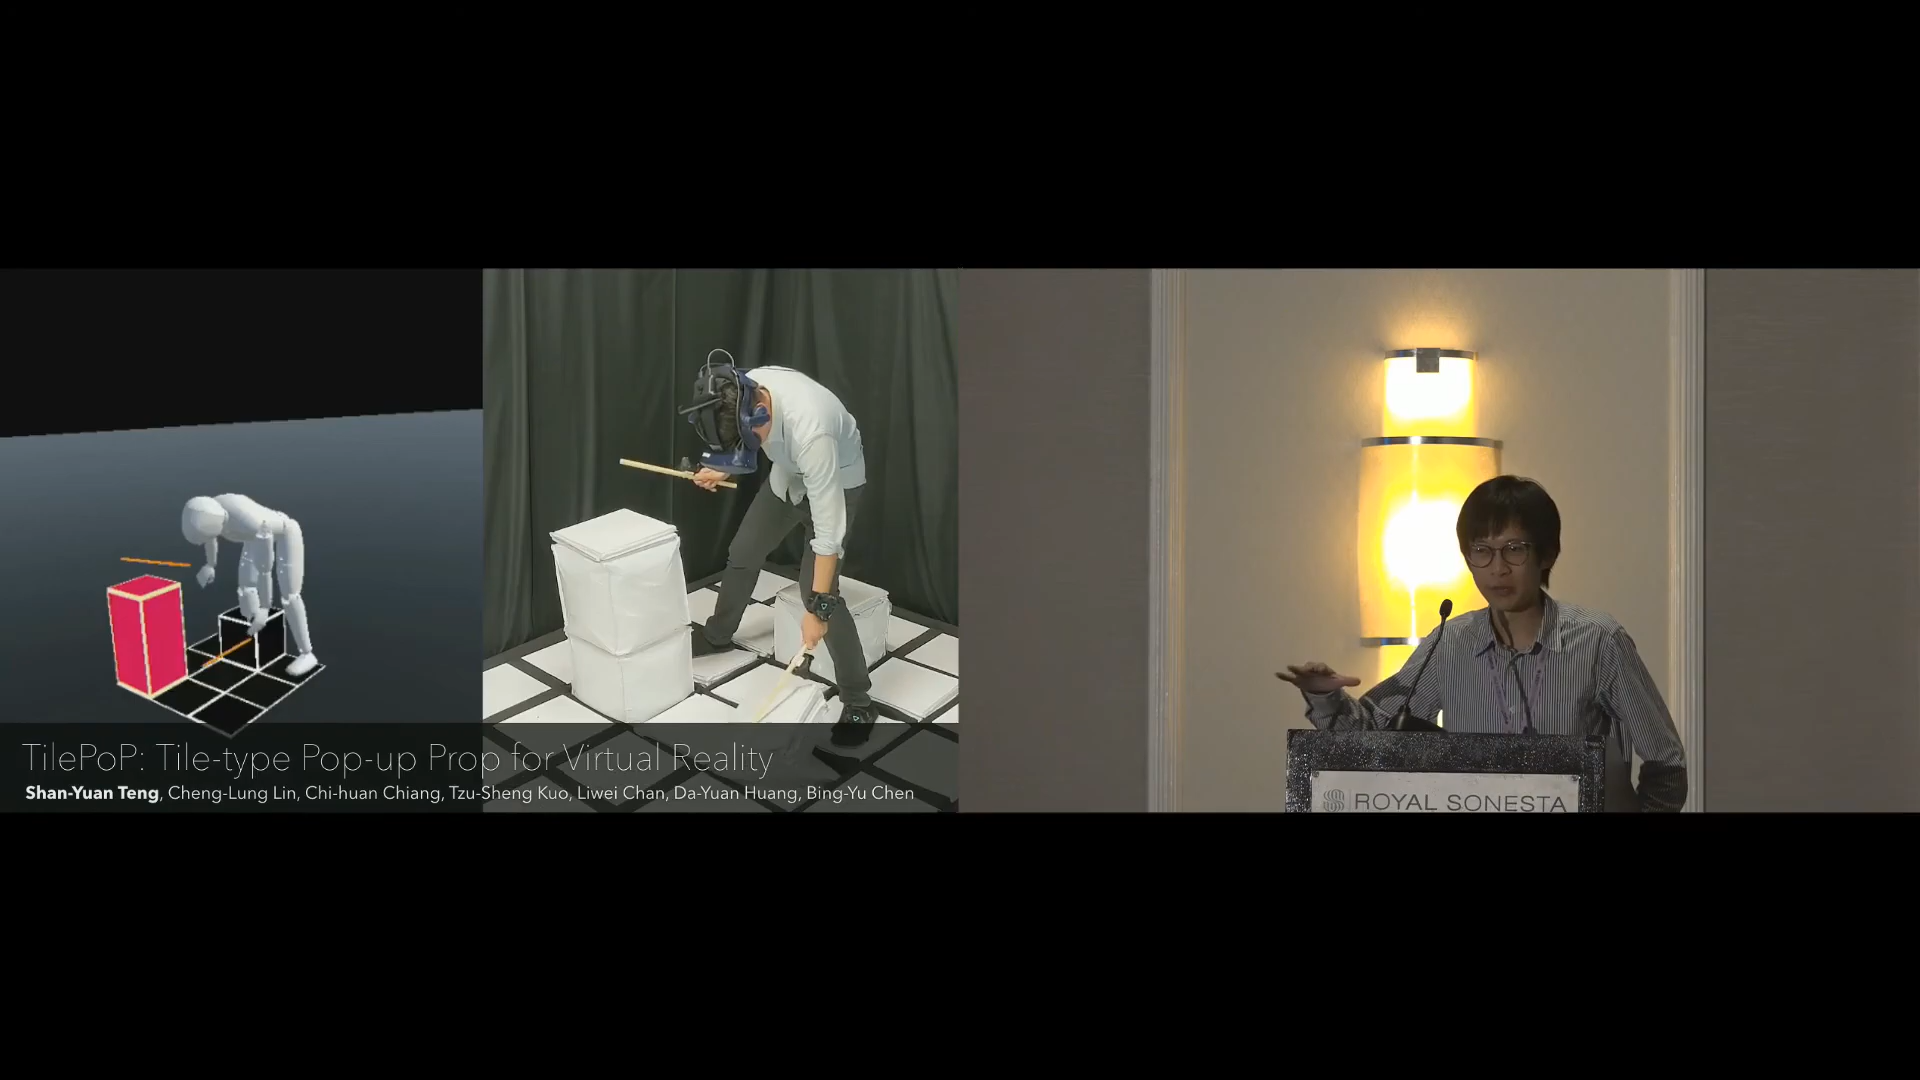 TilePoP: Tile-type Pop-up Prop for Virtual Reality
Shan-Yuan Teng, Cheng-Lung Lin, Chi-huan Chiang, Tzu-Sheng Kuo, Liwei Chan, Da-Yuan Huang, Bing-Yu Chen
ROYAL SONESTA